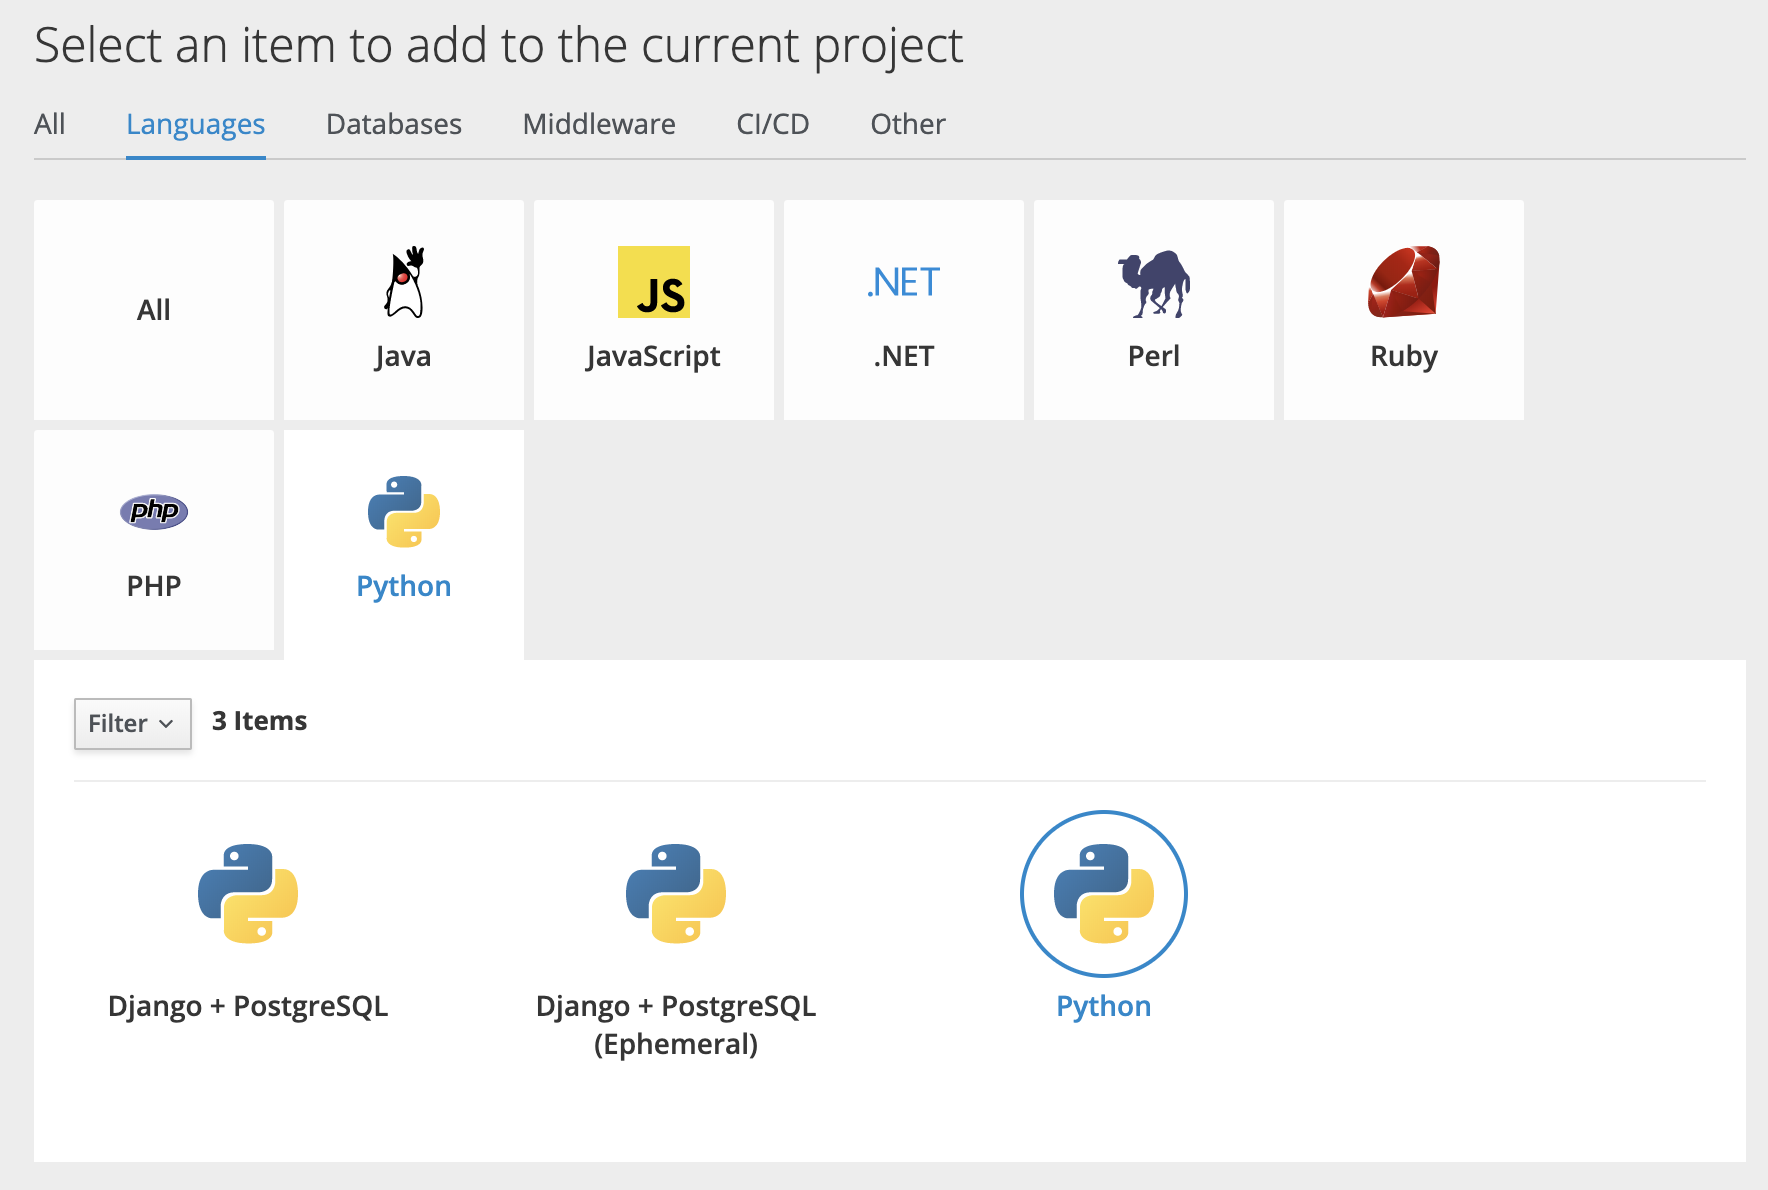 Select an item to add to the current project
All Languages Databases Middleware CI/CD Other
JS .NET
All Java JavaScript .NET Perl Ruby
php
PHP Python
Filter 3 Items
Django + PostgreSQL Django + PostgreSQL Python
(Ephemeral)